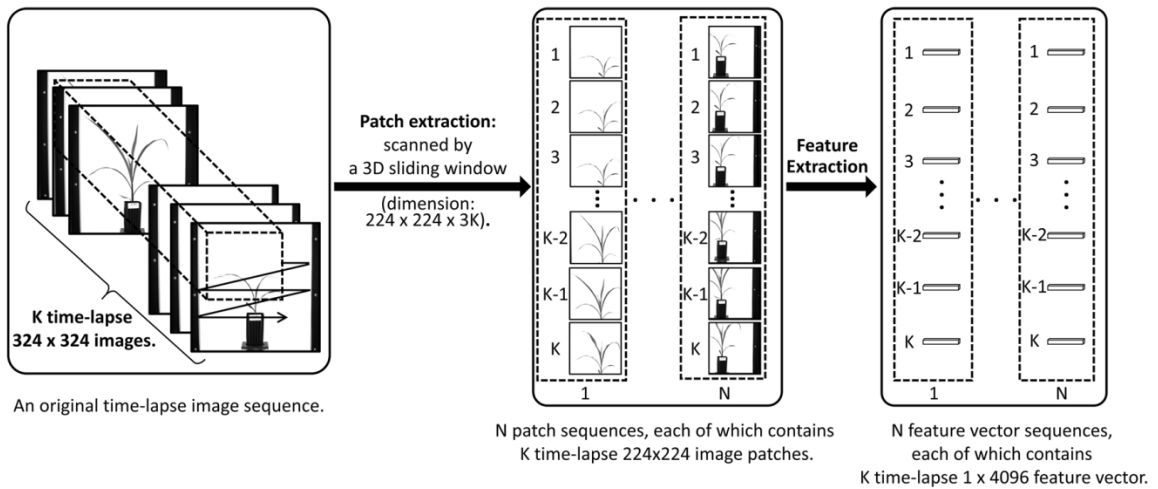 K time-lapse
324 x 324 images.
An original time-lapse image sequence.
Patch extraction:
scanned by
a 3D sliding window
(dimension:
224 x 224 x 3K).
1
2
3
K-2
K-1
K
1
1
2
3
K-2
K-1
K
N
N patch sequences, each of which contains
K time-lapse 224x224 image patches.
Feature
Extraction
1
2
3
K-2
K-1
K
1
1
2
3
K-2
K-1
K
N
N feature vector sequences,
each of which contains
K time-lapse 1 x 4096 feature vector.